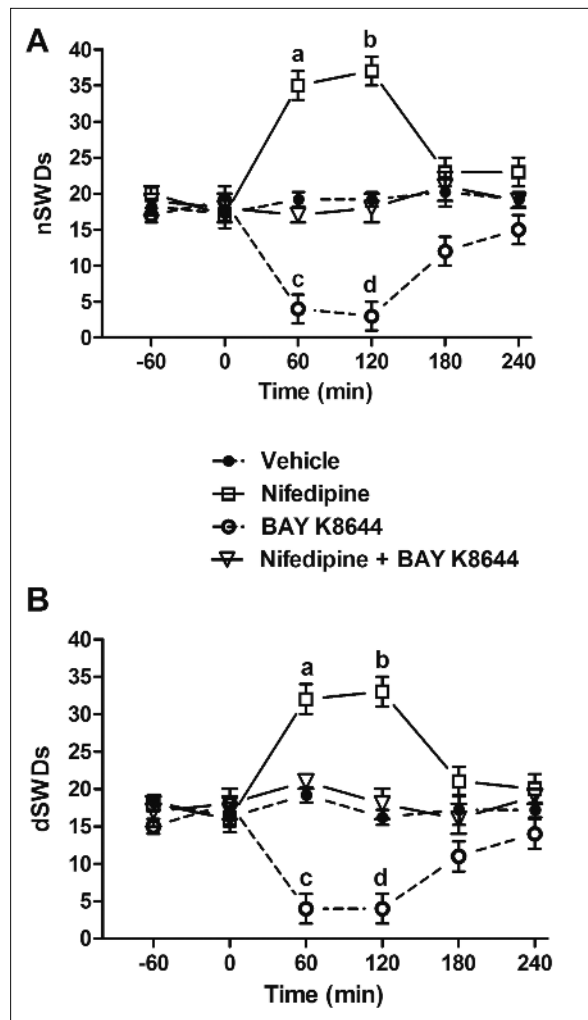 A
nSWDs
40
35
30
25
20
15
10
5
0
a
b
c
d
-60 0 60 120 180 240
Time (min)
Vehicle
Nifedipine
BAY K8644
Nifedipine + BAY K8644
B
dSWDs
40
35
30
25
20
15
10
5
0
a
b
c
d
-60 0 60 120 180 240
Time (min)